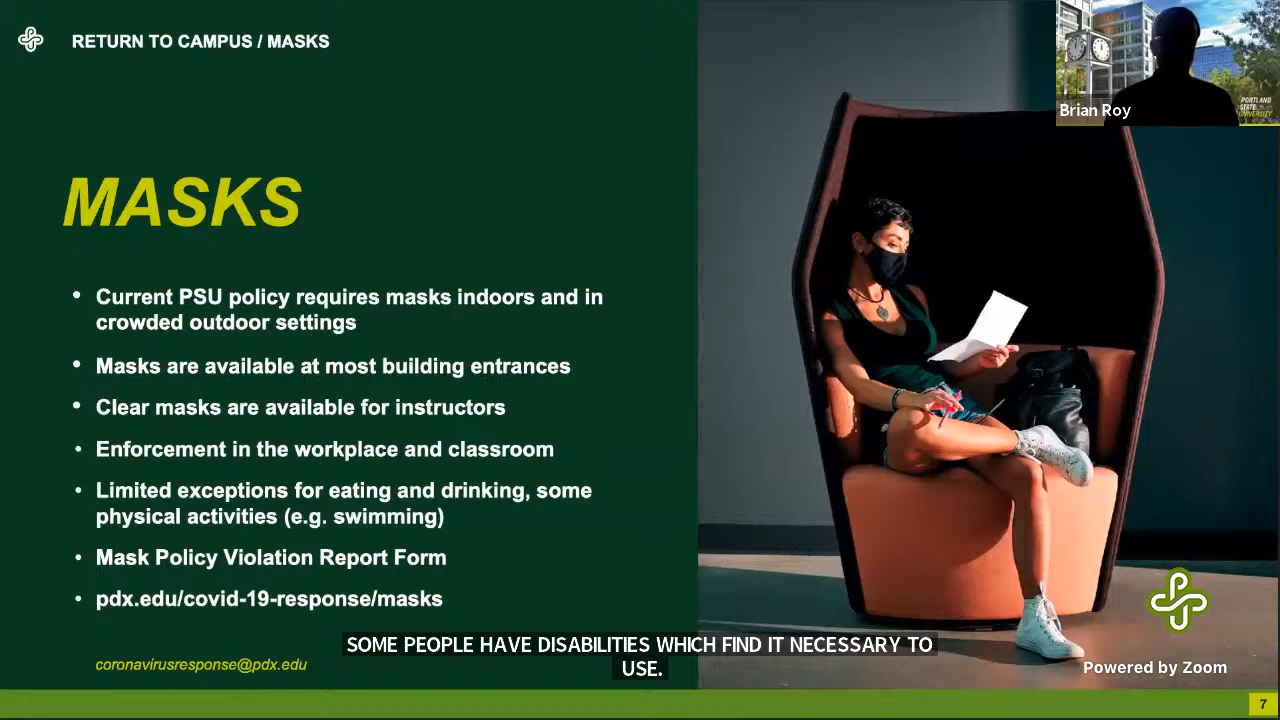 RETURN TO CAMPUS / MASKS
Brian Roy
PORTLAND
STATE
UNIVERSITY
MASKS
• Current PSU policy requires masks indoors and in
crowded outdoor settings
• Masks are available at most building entrances
• Clear masks are available for instructors
• Enforcement in the workplace and classroom
• Limited exceptions for eating and drinking, some
physical activities (e.g. swimming)
• Mask Policy Violation Report Form
• pdx.edu/covid-19-response/masks
SOME PEOPLE HAVE DISABILITIES WHICH FIND IT NECESSARY TO
USE.
coronavirusresponse@pdx.edu
Powered by Zoom
7